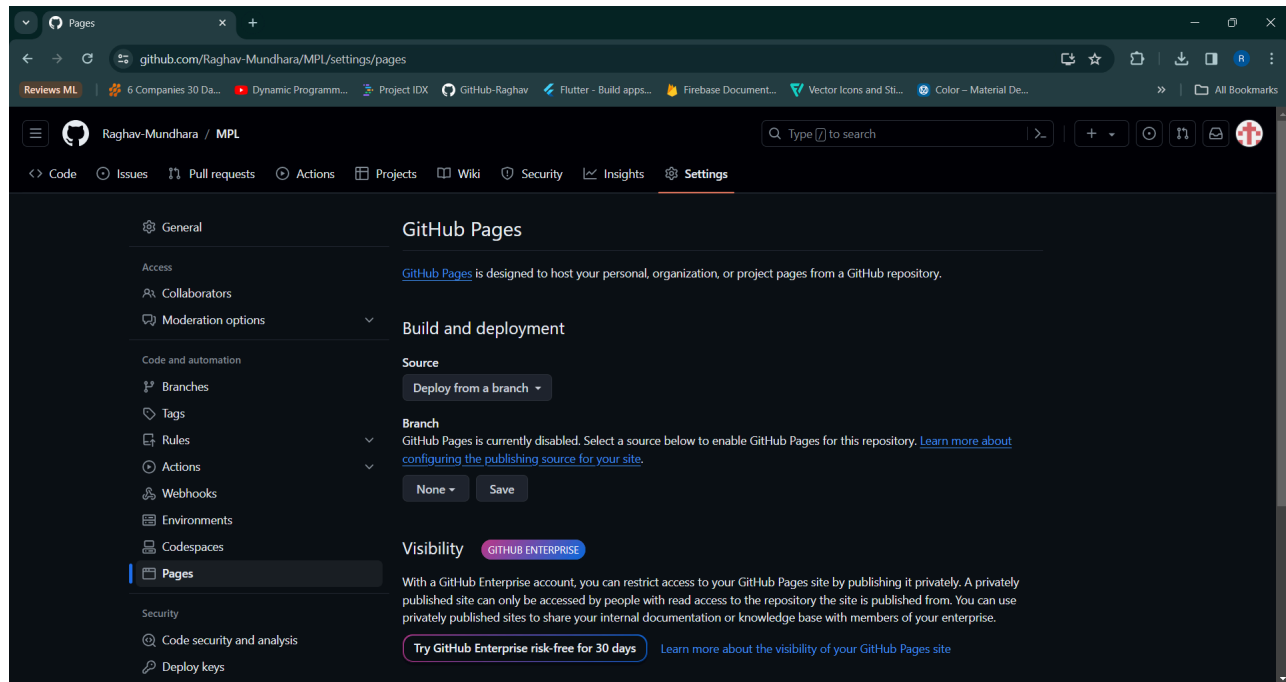 Pages
github.com/Raghav-Mundhara/MPL/settings/pages
R
Reviews ML
6 Companies 30 Da...
Dynamic Programm...
Project IDX
GitHub-Raghav
Flutter - Build apps...
Firebase Document...
Vector Icons and Sti...
Color – Material De...
»
All Bookmarks
Raghav-Mundhara / MPL
Type / to search
Code
Issues
Pull requests
Actions
Projects
Wiki
Security
Insights
Settings
General
Access
Collaborators
Moderation options
Code and automation
Branches
Tags
Rules
Actions
Webhooks
Environments
Codespaces
Pages
Security
Code security and analysis
Deploy keys
GitHub Pages
GitHub Pages is designed to host your personal, organization, or project pages from a GitHub repository.
Build and deployment
Source
Deploy from a branch
Branch
GitHub Pages is currently disabled. Select a source below to enable GitHub Pages for this repository. Learn more about
configuring the publishing source for your site.
None
Save
Visibility
GITHUB ENTERPRISE
With a GitHub Enterprise account, you can restrict access to your GitHub Pages site by publishing it privately. A privately
published site can only be accessed by people with read access to the repository the site is published from. You can use
privately published sites to share your internal documentation or knowledge base with members of your enterprise.
Try GitHub Enterprise risk-free for 30 days
Learn more about the visibility of your GitHub Pages site